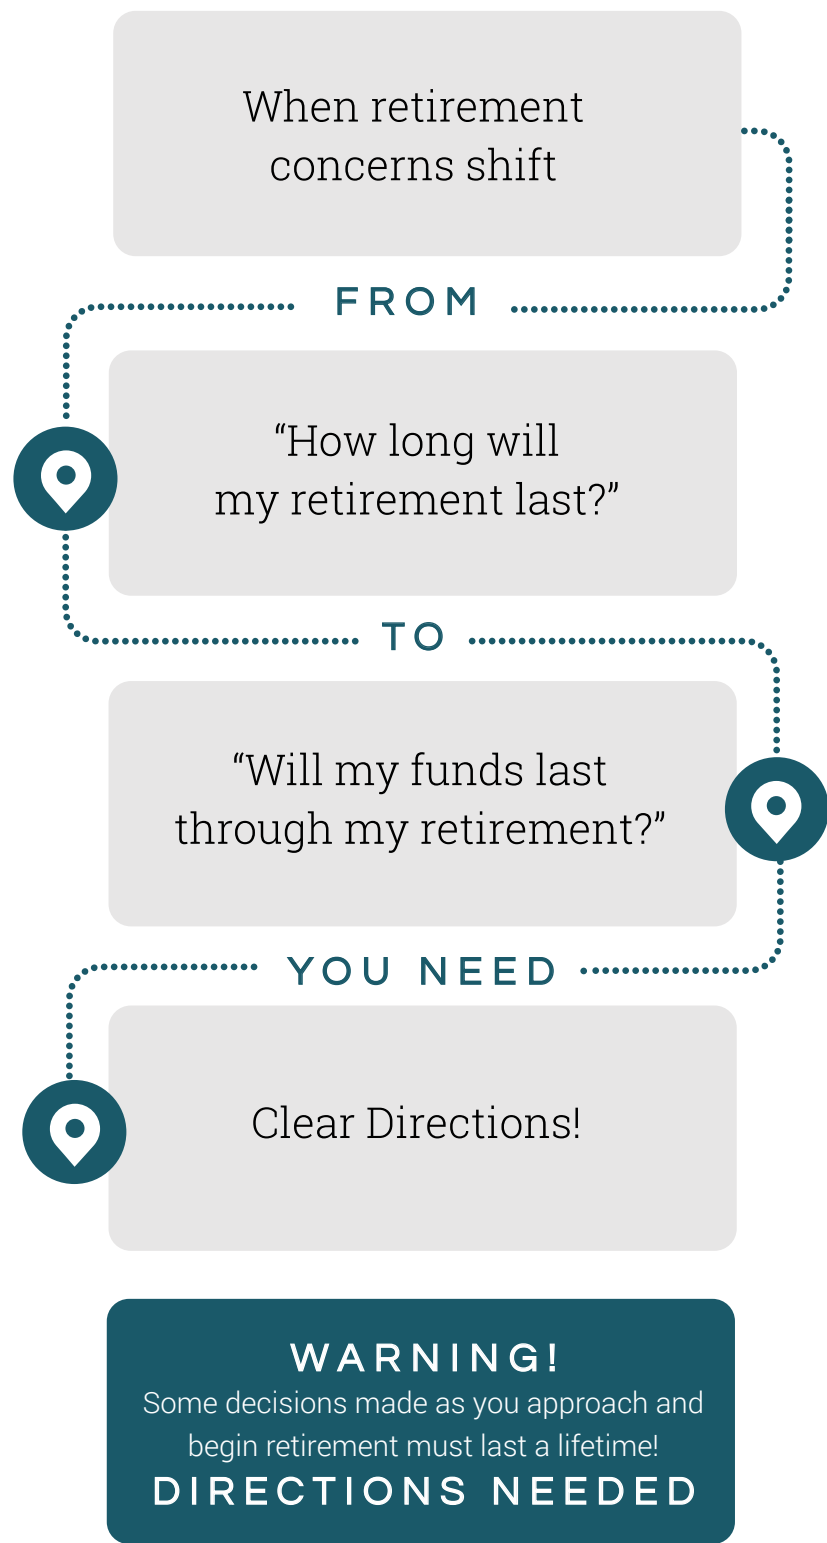 When retirement
concerns shift
FROM
“How long will
my retirement last?”
TO
“Will my funds last
through my retirement?”
YOU NEED
Clear Directions!
WARNING!
Some decisions made as you approach and
begin retirement must last a lifetime!
DIRECTIONS NEEDED